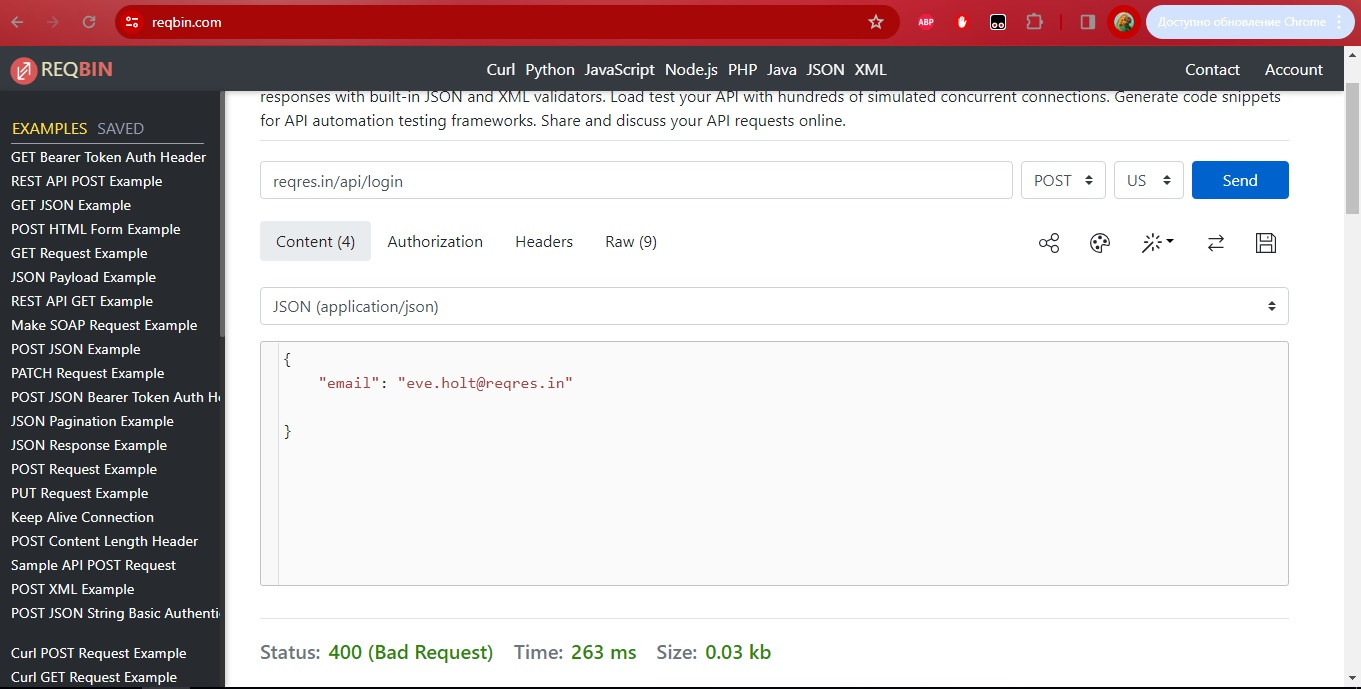 reqbin.com
ABP
Доступно обновление Chrome
REQBIN
Curl Python JavaScript Node.js PHP Java JSON XML
Contact Account
responses with built-in JSON and XML validators. Load test your API with hundreds of simulated concurrent connections. Generate code snippets
for API automation testing frameworks. Share and discuss your API requests online.
EXAMPLES SAVED
GET Bearer Token Auth Header
REST API POST Example
GET JSON Example
POST HTML Form Example
GET Request Example
JSON Payload Example
REST API GET Example
Make SOAP Request Example
POST JSON Example
PATCH Request Example
POST JSON Bearer Token Auth He
JSON Pagination Example
JSON Response Example
POST Request Example
PUT Request Example
Keep Alive Connection
POST Content Length Header
Sample API POST Request
POST XML Example
POST JSON String Basic Authenti
Curl POST Request Example
Curl GET Request Example
reqres.in/api/login
POST
US
Send
Content (4) Authorization Headers Raw (9)
JSON (application/json)
{
"email": "eve.holt@reqres.in"
}
Status: 400 (Bad Request) Time: 263 ms Size: 0.03 kb